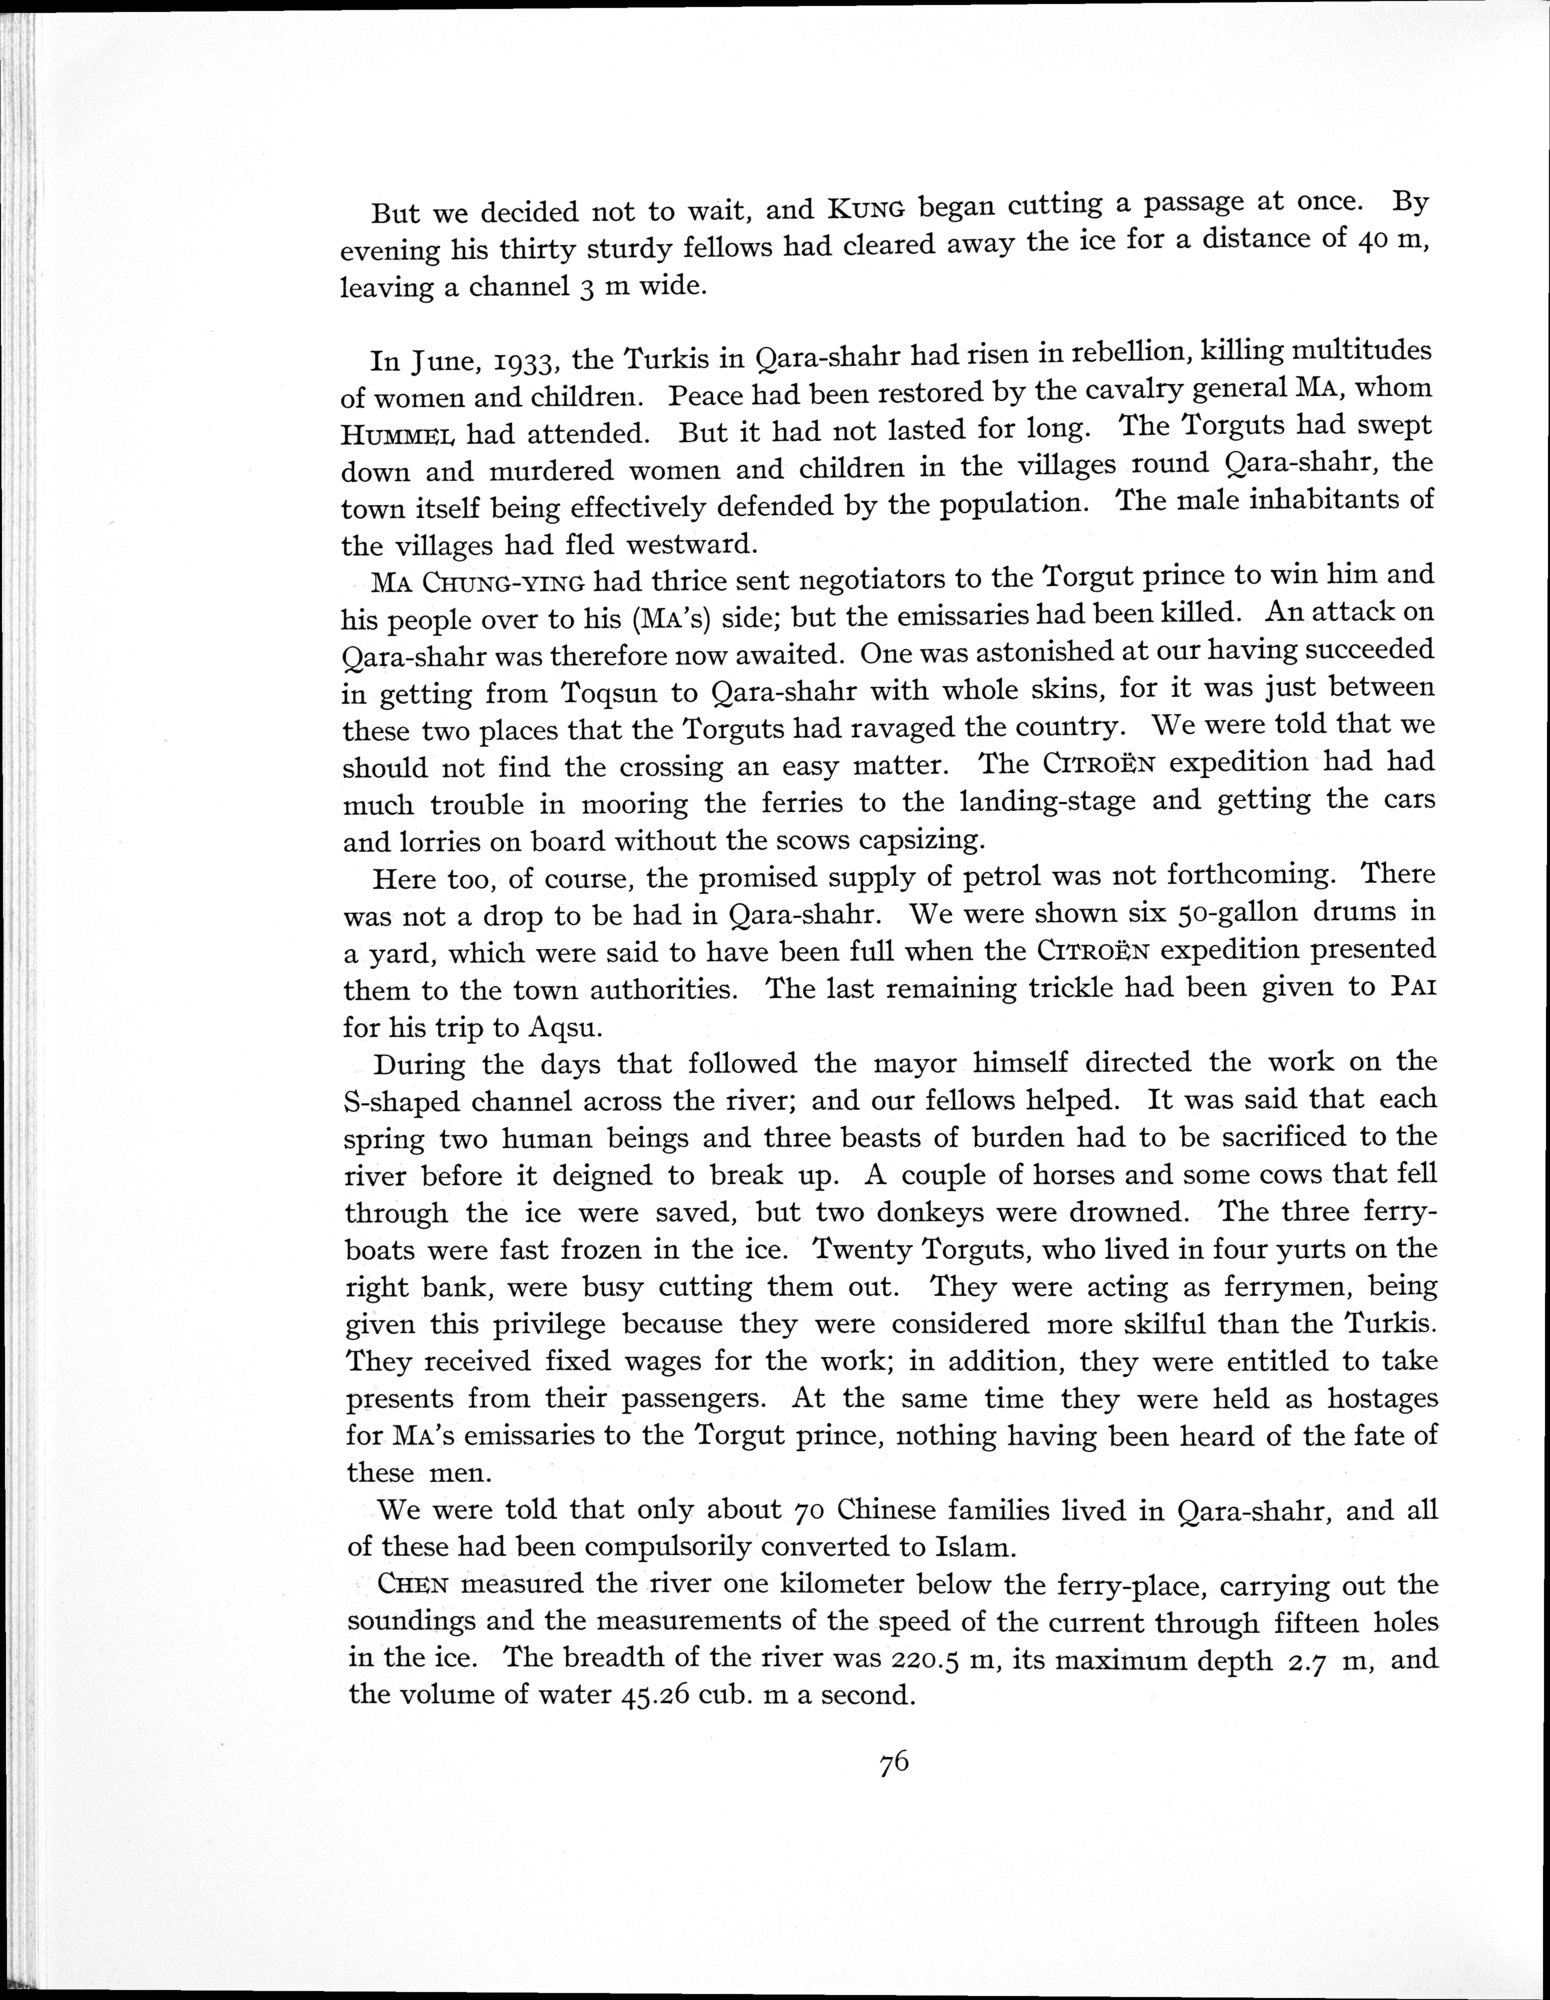 But we decided not to wait, and KUNG began cutting a passage at once. By
evening his thirty sturdy fellows had cleared away the ice for a distance of 40 m,
leaving a channel 3 m wide.
In June, 1933, the Turkis in Qara-shahr had risen in rebellion, killing multitudes
of women and children. Peace had been restored by the cavalry general MA, whom
HUMMEL had attended. But it had not lasted for long. The Torguts had swept
down and murdered women and children in the villages round Qara-shahr, the
town itself being effectively defended by the population. The male inhabitants of
the villages had fled westward.
MA CHUNG-YING had thrice sent negotiators to the Torgut prince to win him and
his people over to his (MA's) side; but the emissaries had been killed. An attack on
Qara-shahr was therefore now awaited. One was astonished at our having succeeded
in getting from Toqsun to Qara-shahr with whole skins, for it was just between
these two places that the Torguts had ravaged the country. We were told that we
should not find the crossing an easy matter. The CITROËN expedition had had
much trouble in mooring the ferries to the landing-stage and getting the cars
and lorries on board without the scows capsizing.
Here too, of course, the promised supply of petrol was not forthcoming. There
was not a drop to be had in Qara-shahr. We were shown six 50-gallon drums in
a yard, which were said to have been full when the CITROËN expedition presented
them to the town authorities. The last remaining trickle had been given to PAI
for his trip to Aqsu.
During the days that followed the mayor himself directed the work on the
S-shaped channel across the river; and our fellows helped. It was said that each
spring two human beings and three beasts of burden had to be sacrificed to the
river before it deigned to break up. A couple of horses and some cows that fell
through the ice were saved, but two donkeys were drowned. The three ferry-
boats were fast frozen in the ice. Twenty Torguts, who lived in four yurts on the
right bank, were busy cutting them out. They were acting as ferrymen, being
given this privilege because they were considered more skilful than the Turkis.
They received fixed wages for the work; in addition, they were entitled to take
presents from their passengers. At the same time they were held as hostages
for MA's emissaries to the Torgut prince, nothing having been heard of the fate of
these men.
We were told that only about 70 Chinese families lived in Qara-shahr, and all
of these had been compulsorily converted to Islam.
CHEN measured the river one kilometer below the ferry-place, carrying out the
soundings and the measurements of the speed of the current through fifteen holes
in the ice. The breadth of the river was 220.5 m, its maximum depth 2.7 m, and
the volume of water 45.26 cub. m a second.
76